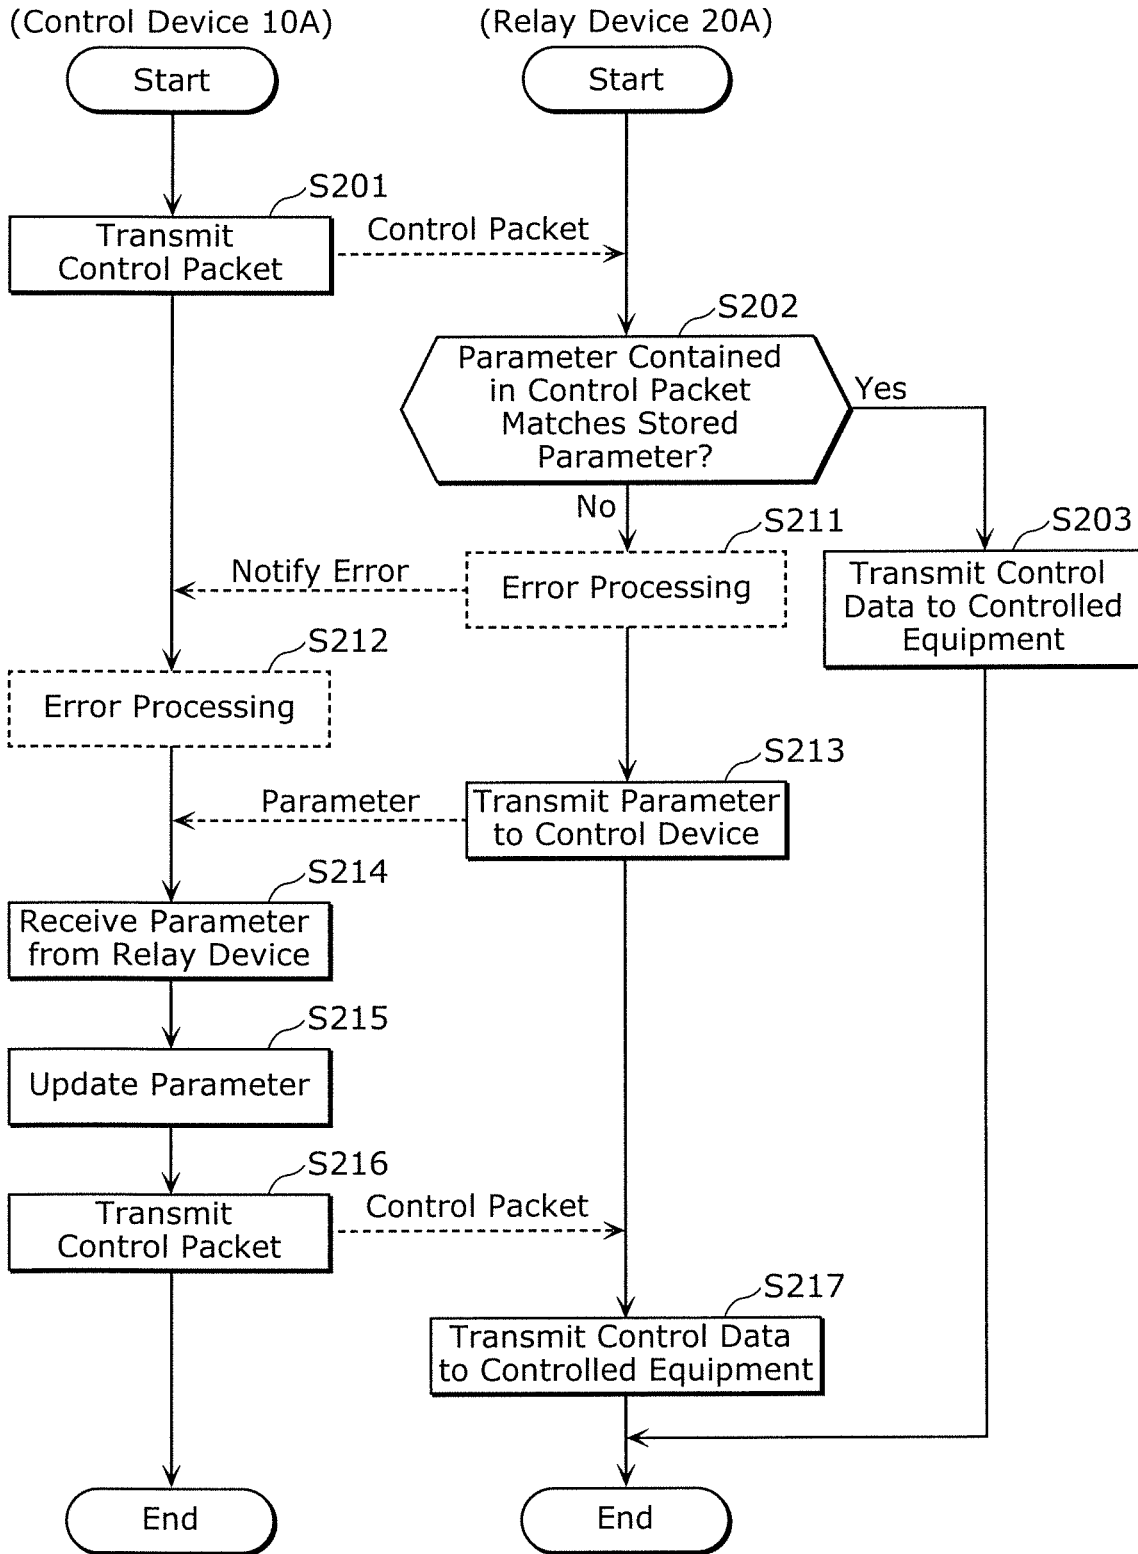 (Control Device 10A)
(Relay Device 20A)
Start
Start
S201
Transmit
Control Packet
Control Packet
S202
Parameter Contained
in Control Packet
Matches Stored
Parameter?
Yes
No
S211
Error Processing
Notify Error
S203
Transmit Control
Data to Controlled
Equipment
S212
Error Processing
S213
Transmit Parameter
to Control Device
Parameter
S214
Receive Parameter
from Relay Device
S215
Update Parameter
S216
Transmit
Control Packet
Control Packet
S217
Transmit Control Data
to Controlled Equipment
End
End